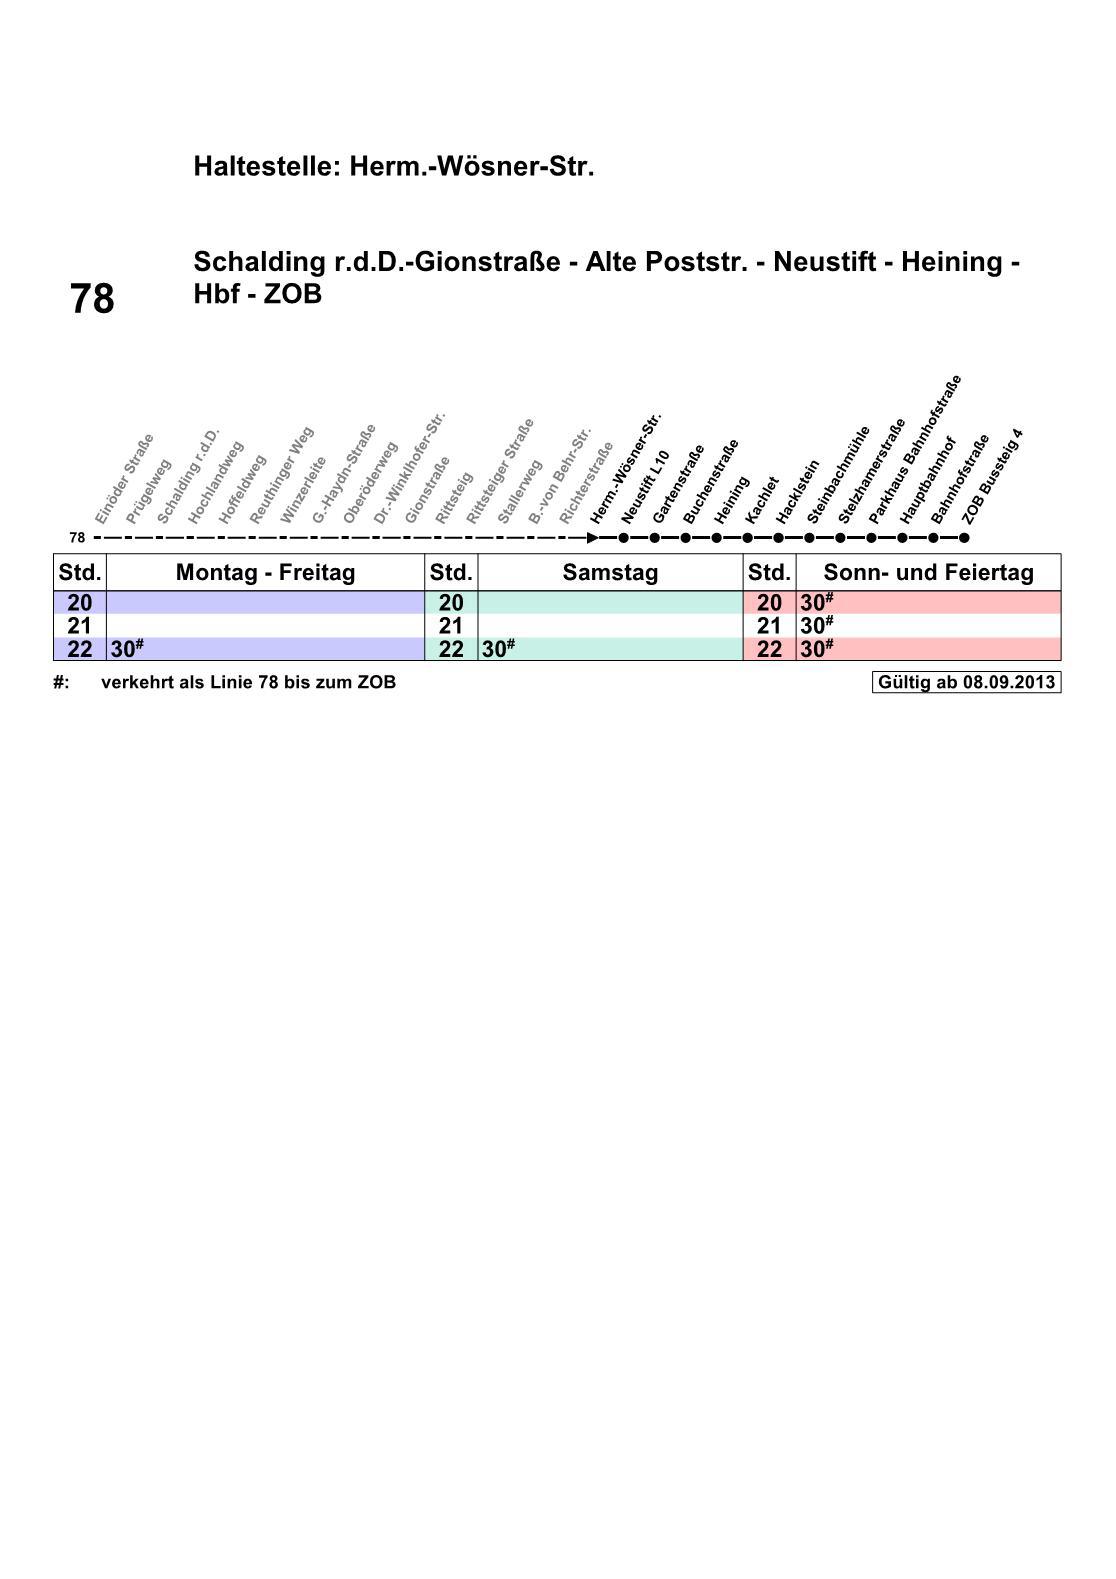 Haltestelle: Herm.-Wösner-Str.
78
Schalding r.d.D.-Gionstraße - Alte Poststr. - Neustift - Heining -
Hbf - ZOB
Einöder Straße
Prügelweg
Schalding r.d.D.
Hochlandweg
Hoffeldweg
Reuthinger Weg
Winzerleite
G.-Haydn-Straße
Oberöderweg
Dr.-Winklhofer-Str.
Gionstraße
Rittsteig
Rittsteiger Straße
Stallerweg
B.-von Behr-Str.
Richterstraße
Herm.-Wösner-Str.
Neustift L10
Gartenstraße
Buchenstraße
Heining
Kachlet
Hacklstein
Steinbachmühle
Stelzhamerstraße
Parkhaus Bahnhofstraße
Hauptbahnhof
Bahnhofstraße
ZOB Bussteig 4
78
Std. Montag - Freitag Std. Samstag Std. Sonn- und Feiertag
20 20 20 30#
21 21 21 30#
22 30# 22 30# 22 30#
#: verkehrt als Linie 78 bis zum ZOB Gültig ab 08.09.2013